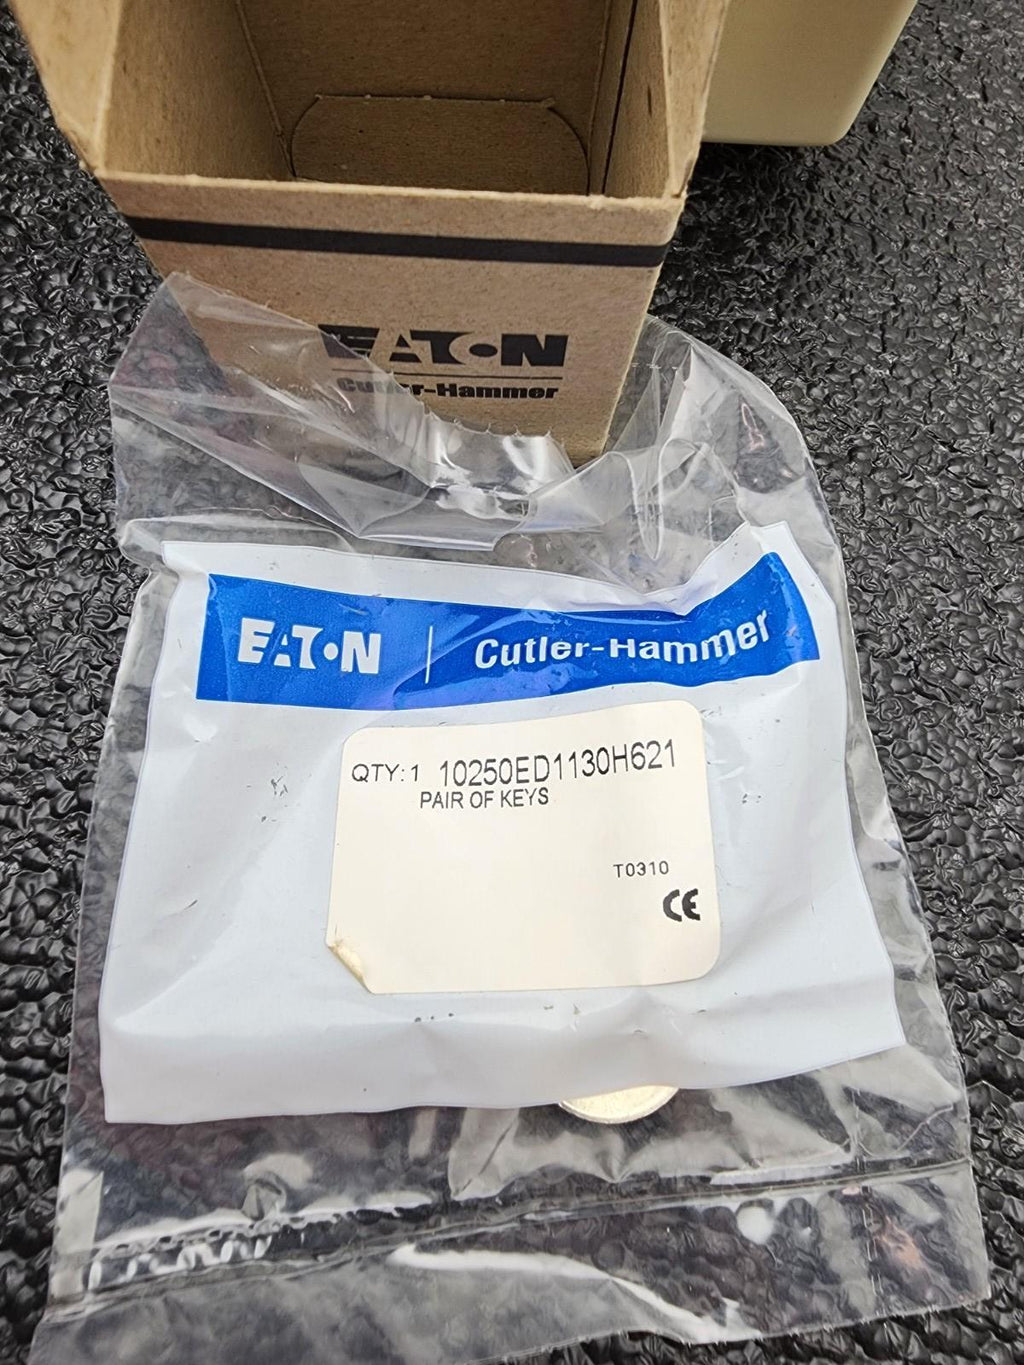 EATON
Cutler-Hammer
EATON | Cutler-Hammer
QTY: 1 10250ED1130H621
PAIR OF KEYS
T0310
CE